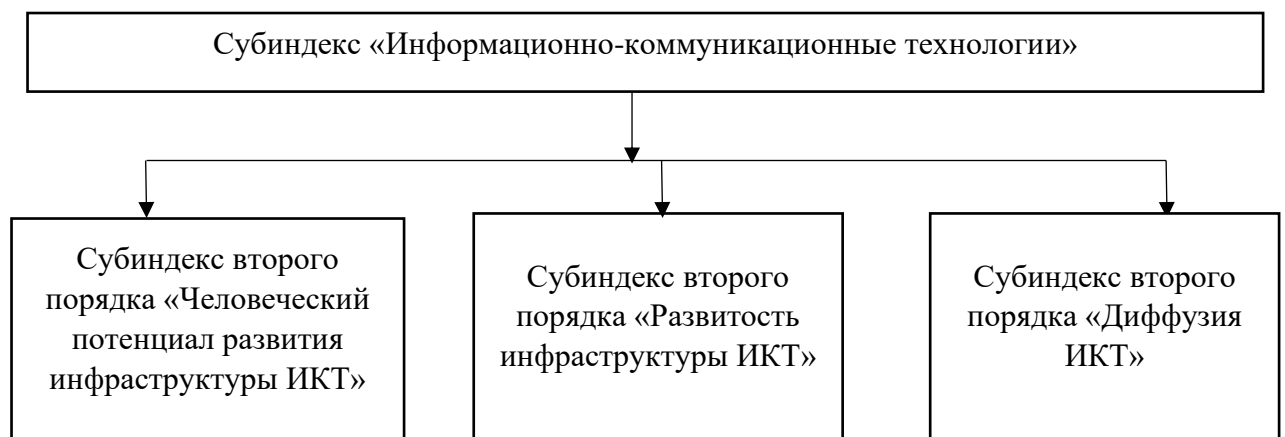 Субиндекс «Информационно-коммуникационные технологии»
Субиндекс второго
порядка «Человеческий
потенциал развития
инфраструктуры ИКТ»
Субиндекс второго
порядка «Развитость
инфраструктуры ИКТ»
Субиндекс второго
порядка «Диффузия
ИКТ»